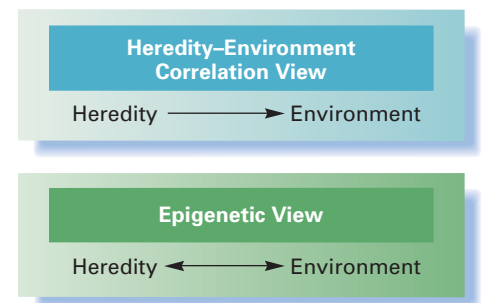 Heredity–Environment
Correlation View
Heredity Environment
Epigenetic View
Heredity Environment